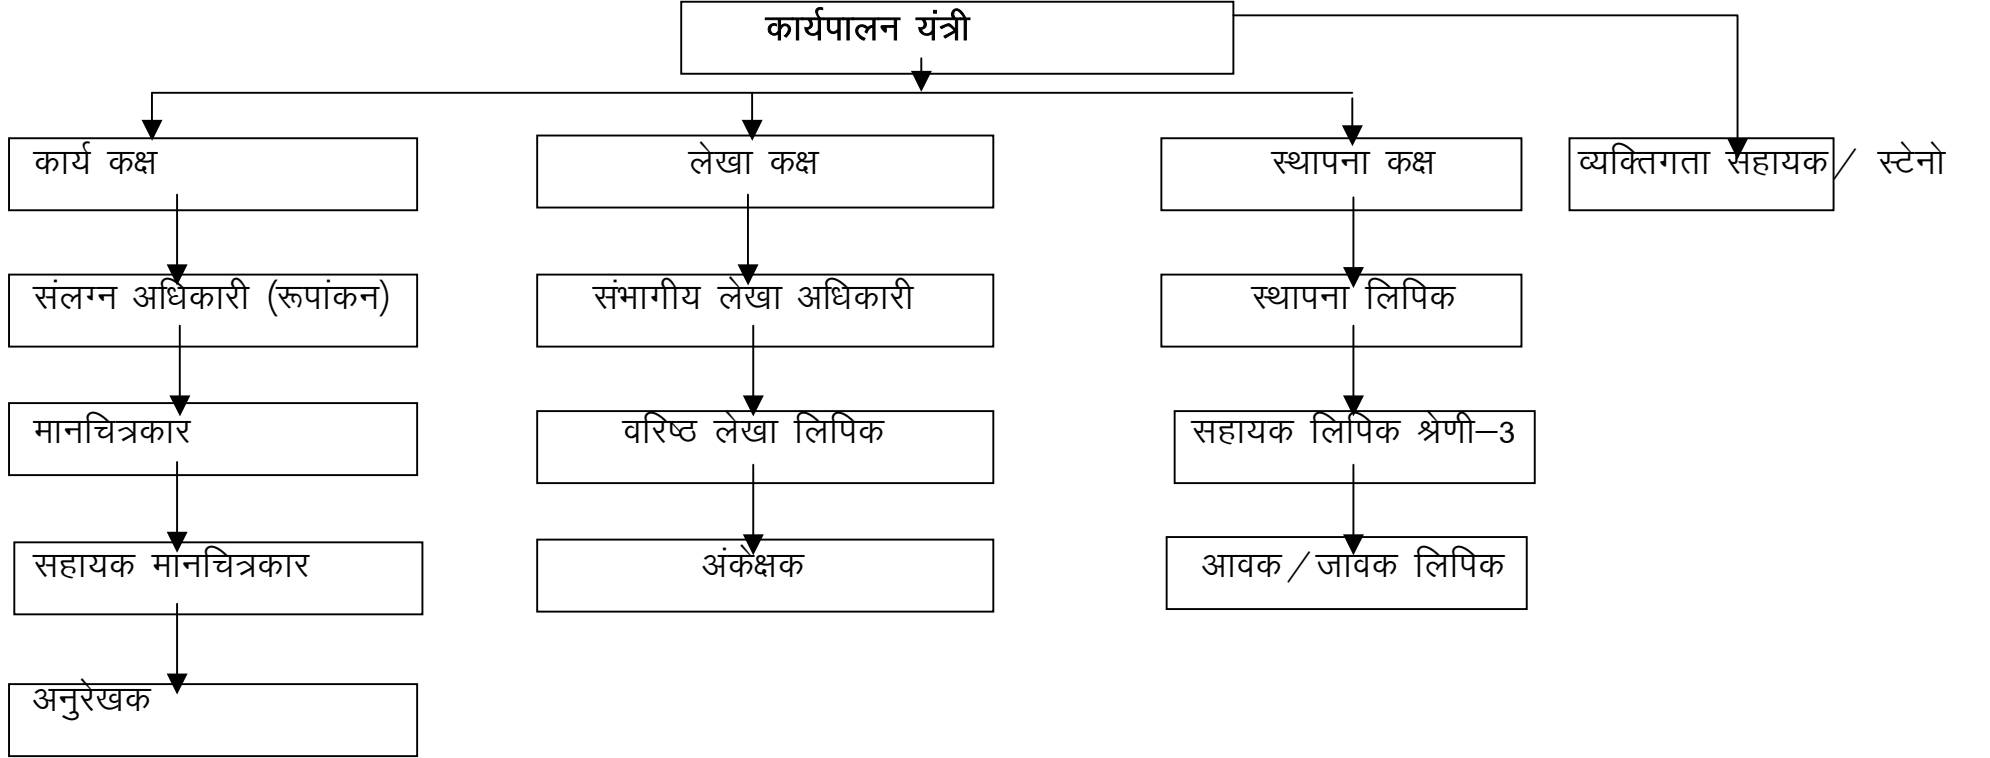 कार्यपालन यंत्री
कार्य कक्ष
लेखा कक्ष
स्थापना कक्ष
व्यक्तिगता सहायक / स्टेनो
संलग्न अधिकारी (रूपांकन)
संभागीय लेखा अधिकारी
स्थापना लिपिक
मानचित्रकार
वरिष्ठ लेखा लिपिक
सहायक लिपिक श्रेणी–3
सहायक मानचित्रकार
अंकेक्षक
आवक / जावक लिपिक
अनुरेखक